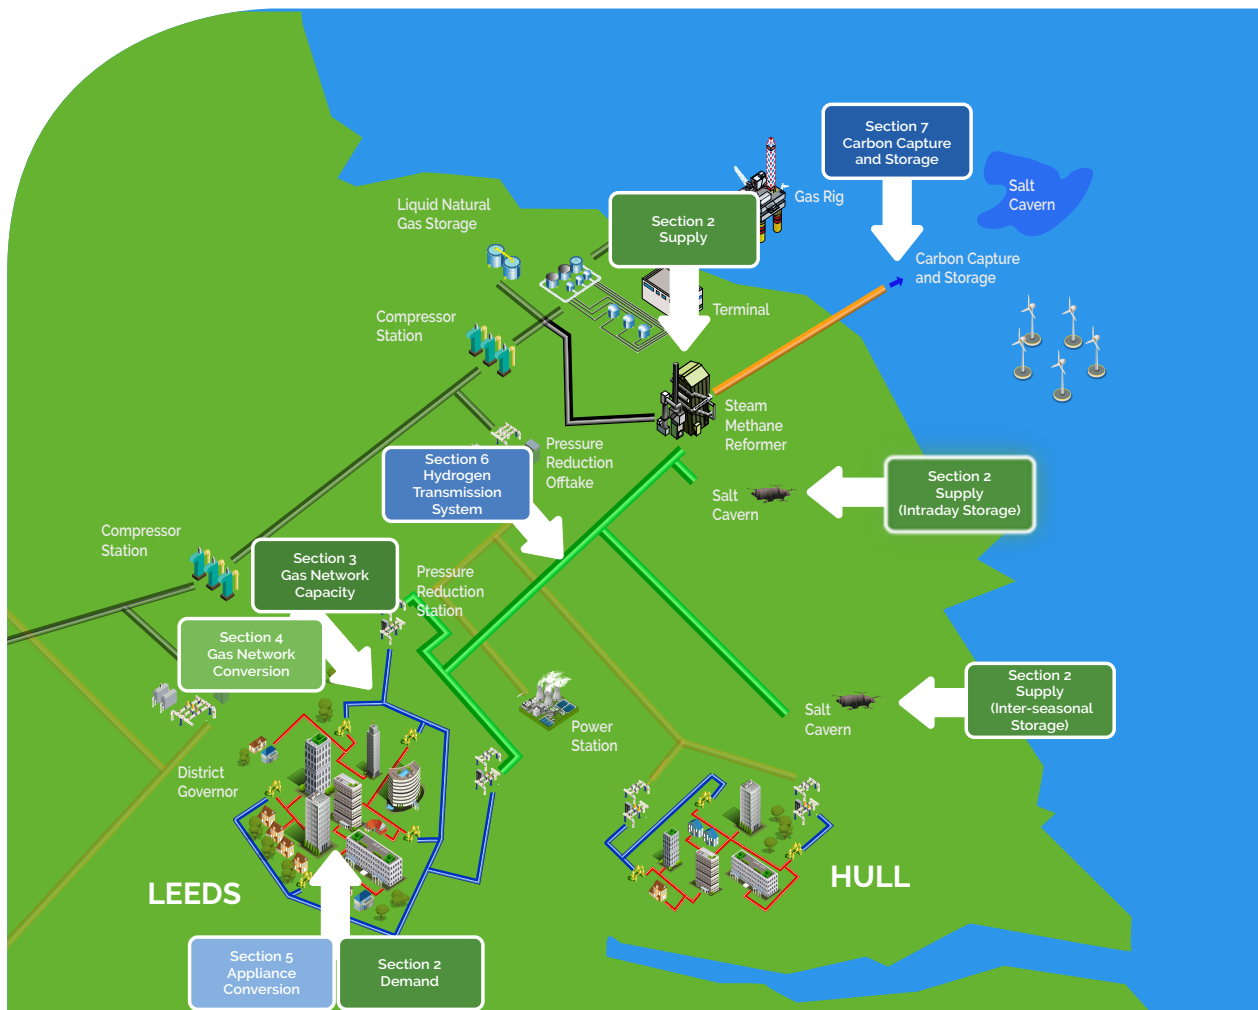 Section 7
Carbon Capture
and Storage
Salt
Cavern
Gas Rig
Liquid Natural
Gas Storage
Section 2
Supply
Carbon Capture
and Storage
Terminal
Compressor
Station
Steam
Methane
Reformer
Pressure
Reduction
Offtake
Section 6
Hydrogen
Transmission
System
Salt
Cavern
Section 2
Supply
(Intraday Storage)
Compressor
Station
Section 3
Gas Network
Capacity
Pressure
Reduction
Station
Section 4
Gas Network
Conversion
Section 2
Supply
(Inter-seasonal
Storage)
Salt
Cavern
Power
Station
District
Governor
LEEDS
HULL
Section 5
Appliance
Conversion
Section 2
Demand